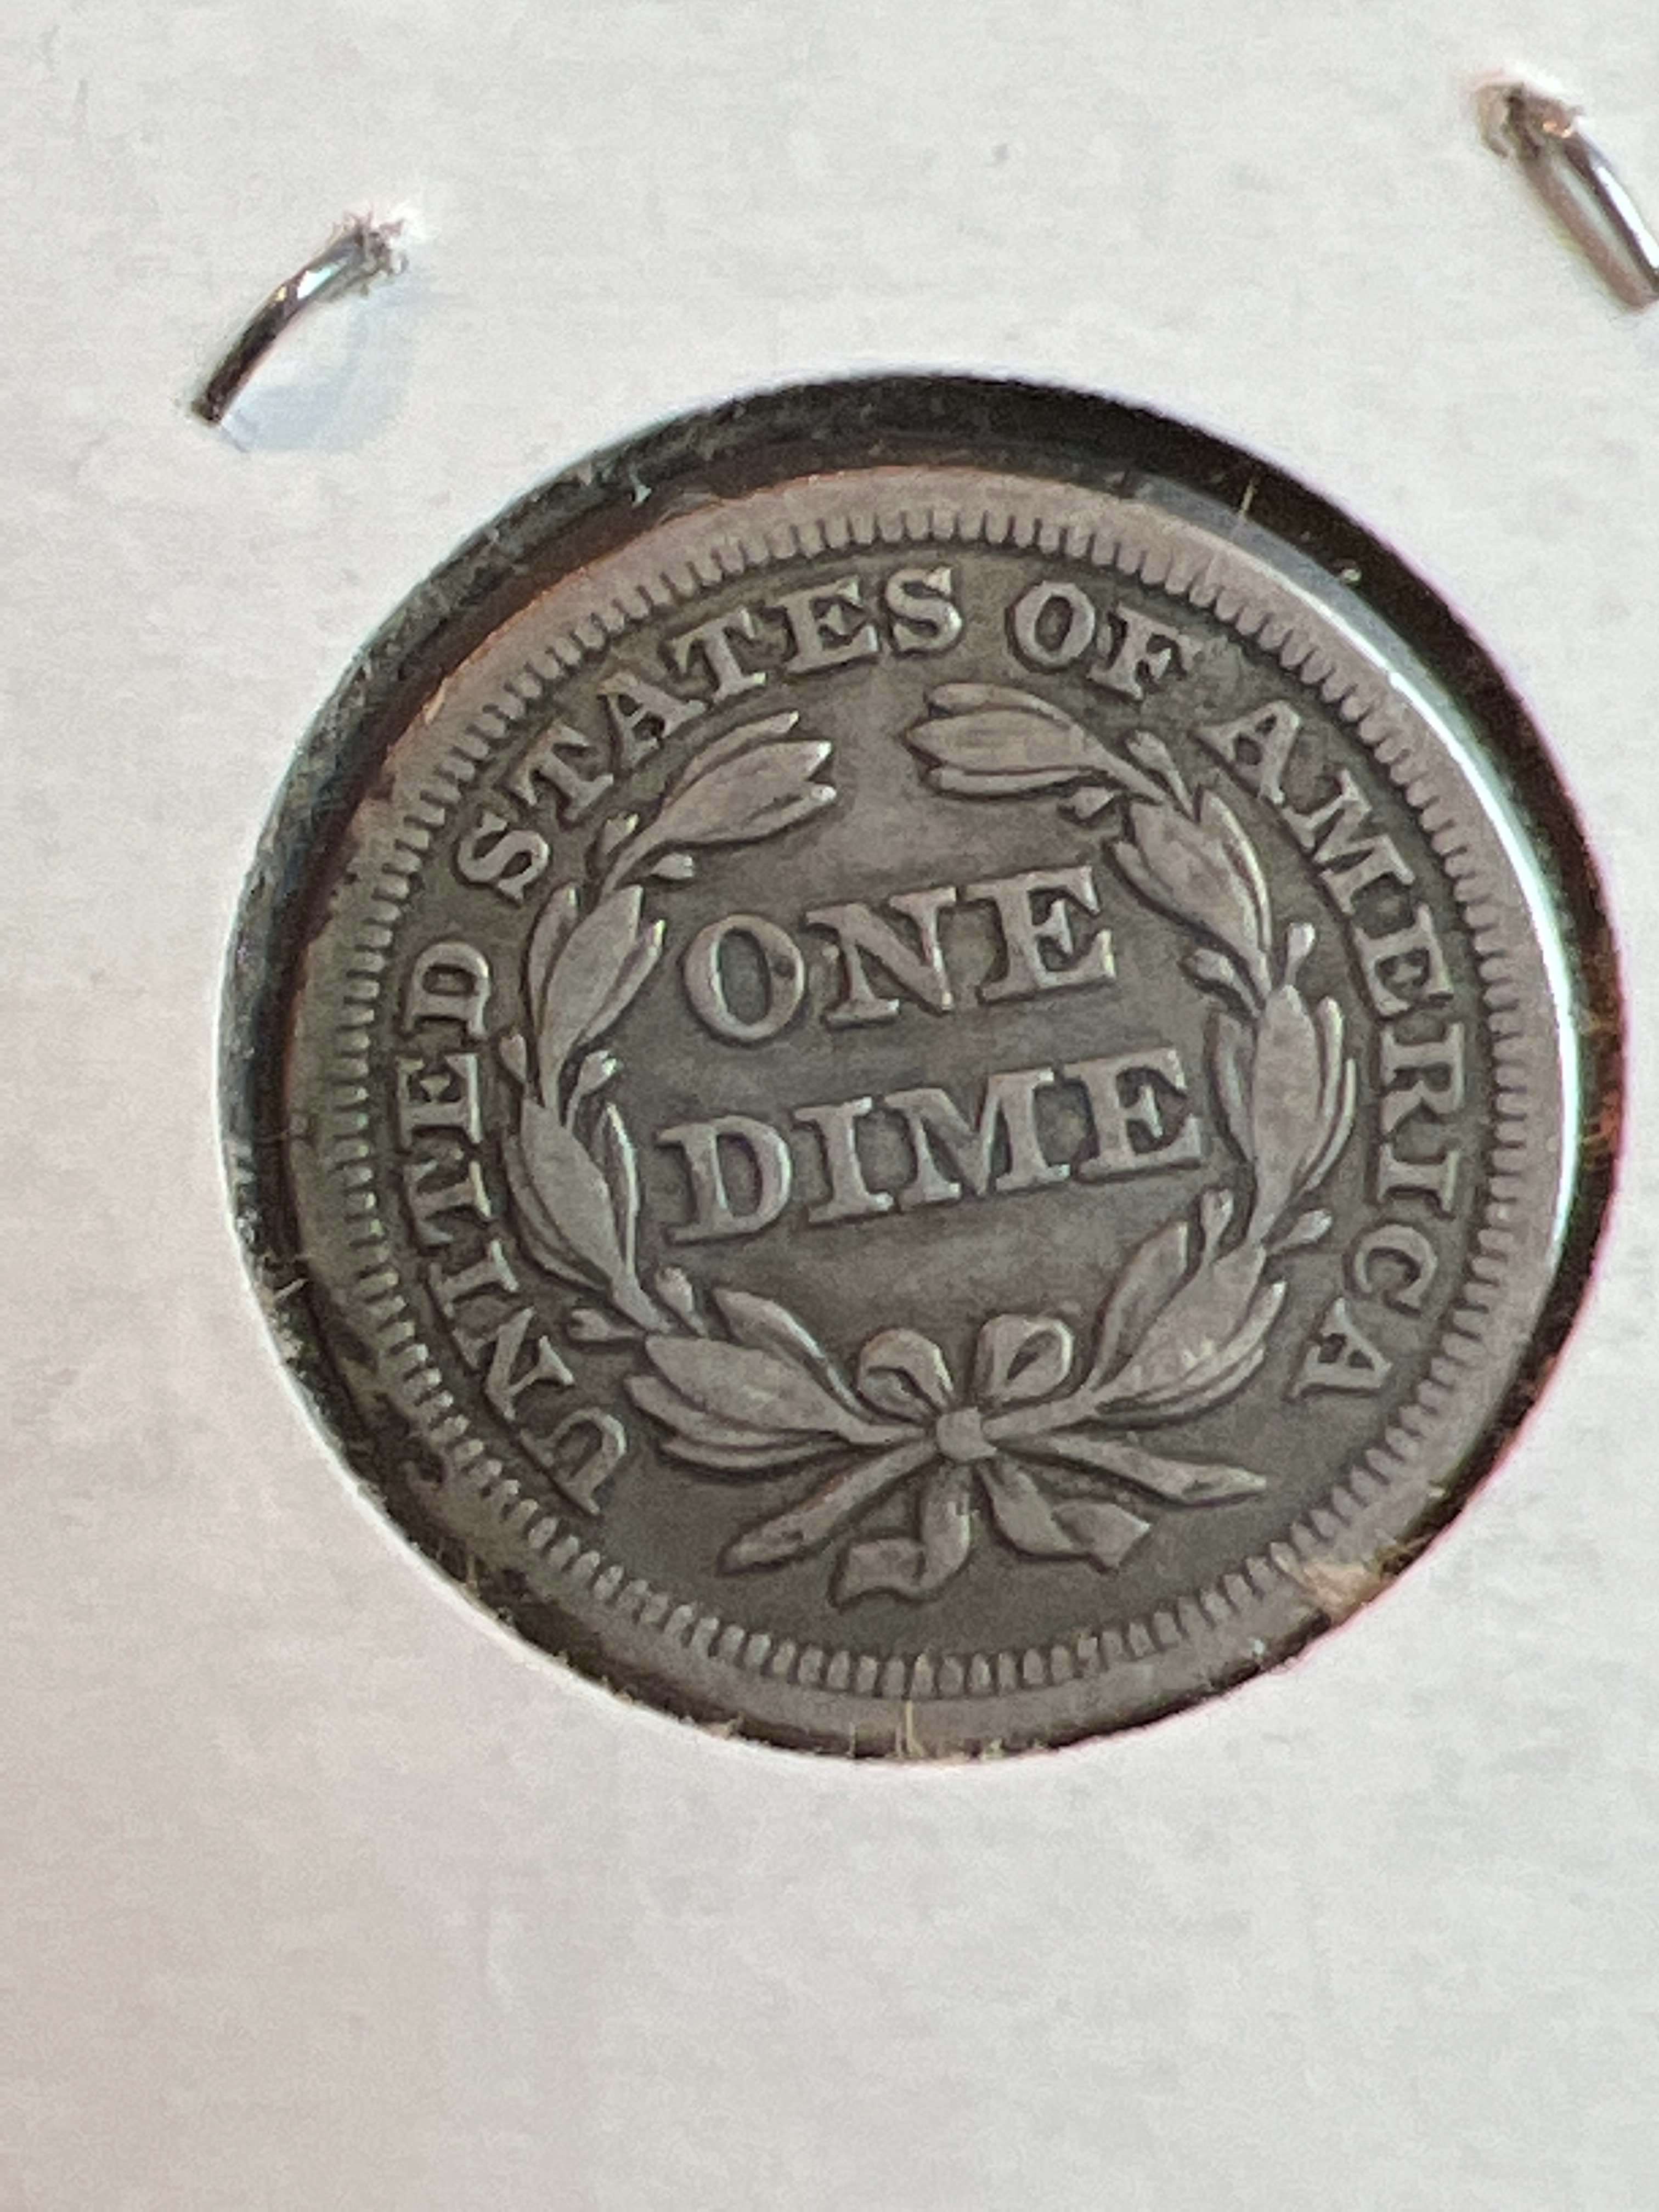 UNITED STATES OF AMERICA
ONE
DIME